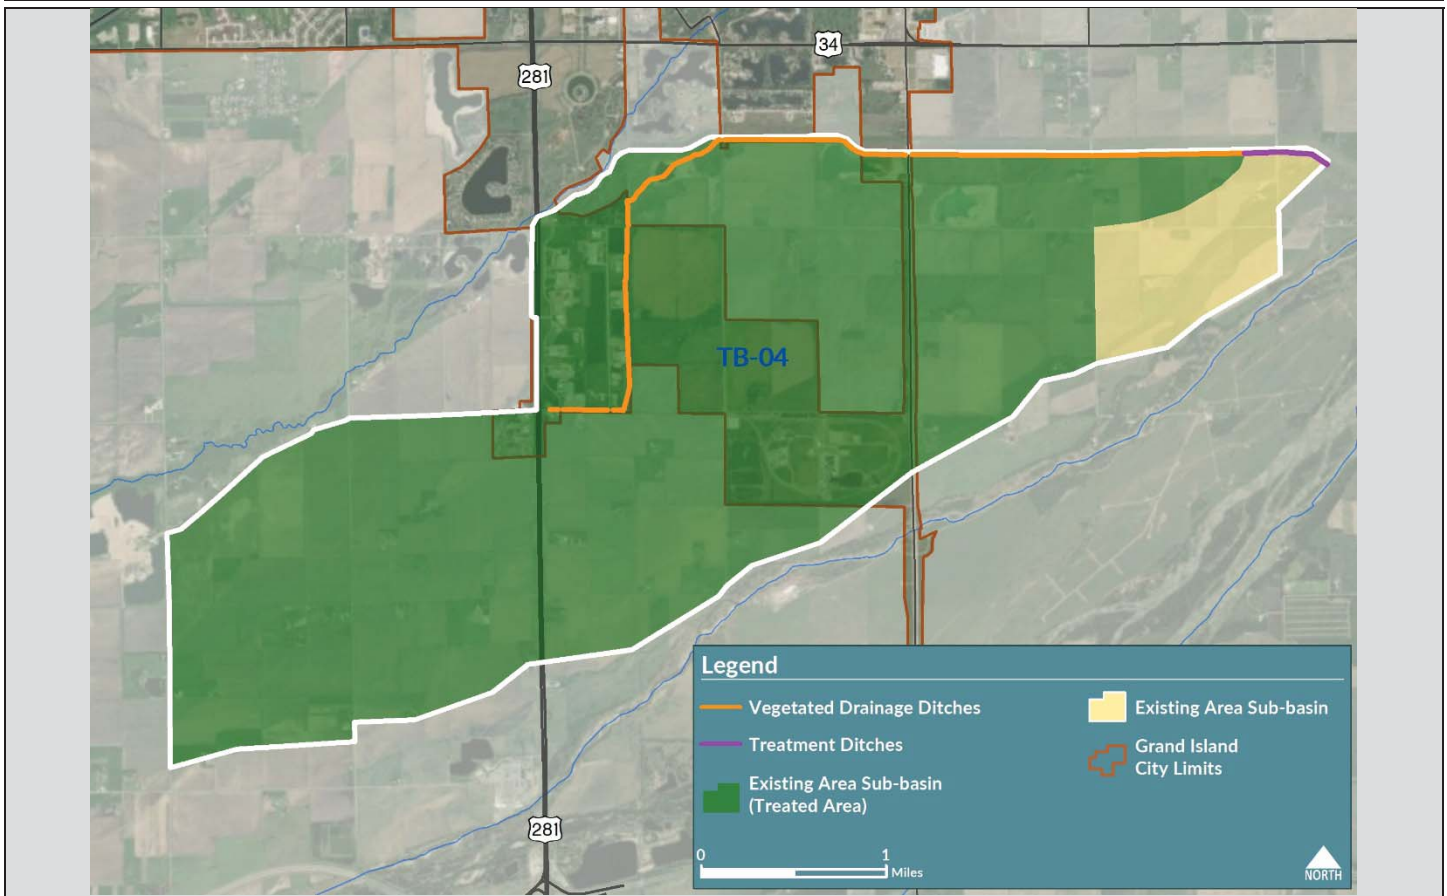 34
281
TB-04
Legend
Vegetated Drainage Ditches
Treatment Ditches
Existing Area Sub-basin
(Treated Area)
Existing Area Sub-basin
Grand Island
City Limits
0 1
Miles
NORTH
281